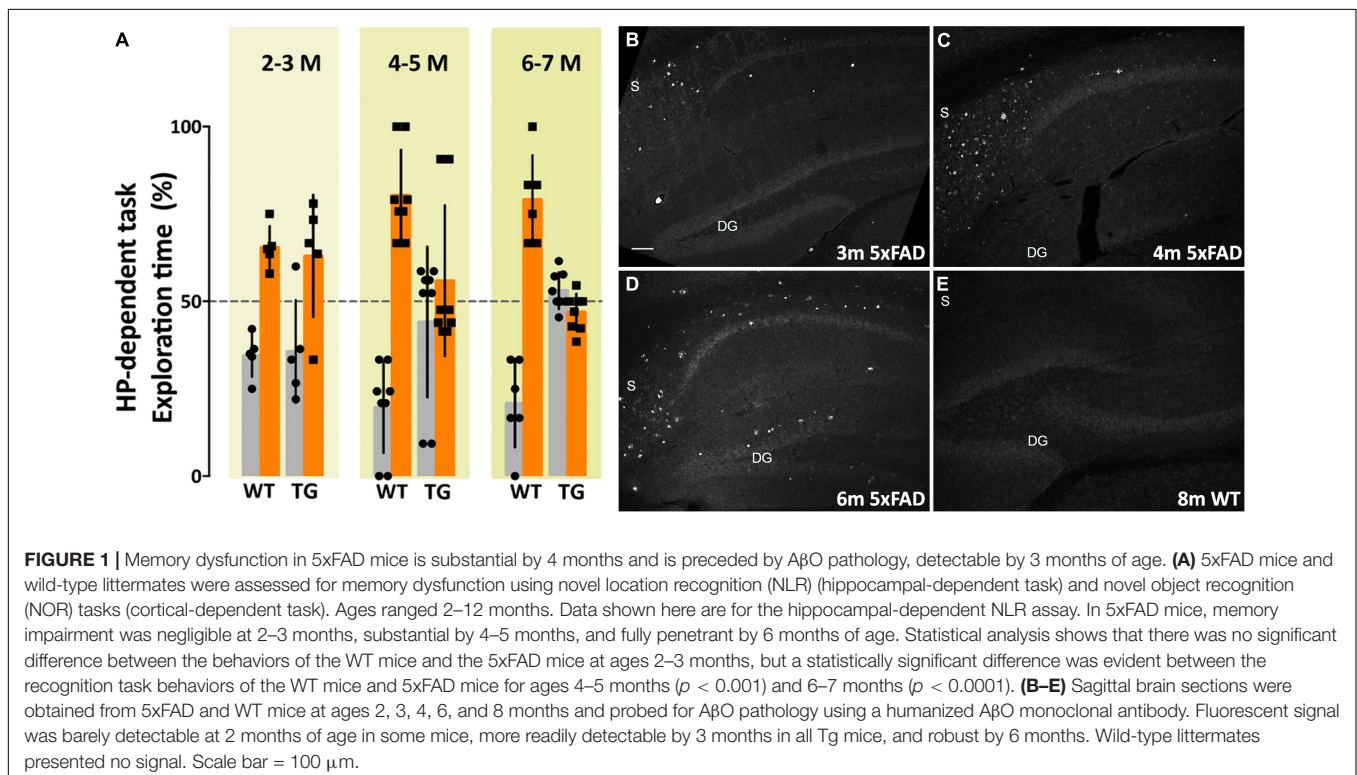 A
2-3 M
4-5 M
6-7 M
100
50
0
HP-dependent task
Exploration time (%)
WT TG
WT TG
WT TG
B
S
DG
3m 5xFAD
C
S
DG
4m 5xFAD
D
S
DG
6m 5xFAD
E
S
DG
8m WT
FIGURE 1 | Memory dysfunction in 5xFAD mice is substantial by 4 months and is preceded by AβO pathology, detectable by 3 months of age. (A) 5xFAD mice and
wild-type littermates were assessed for memory dysfunction using novel location recognition (NLR) (hippocampal-dependent task) and novel object recognition
(NOR) tasks (cortical-dependent task). Ages ranged 2–12 months. Data shown here are for the hippocampal-dependent NLR assay. In 5xFAD mice, memory
impairment was negligible at 2–3 months, substantial by 4–5 months, and fully penetrant by 6 months of age. Statistical analysis shows that there was no significant
difference between the behaviors of the WT mice and the 5xFAD mice at ages 2–3 months, but a statistically significant difference was evident between the
recognition task behaviors of the WT mice and 5xFAD mice for ages 4–5 months (p < 0.001) and 6–7 months (p < 0.0001). (B–E) Sagittal brain sections were
obtained from 5xFAD and WT mice at ages 2, 3, 4, 6, and 8 months and probed for AβO pathology using a humanized AβO monoclonal antibody. Fluorescent signal
was barely detectable at 2 months of age in some mice, more readily detectable by 3 months in all Tg mice, and robust by 6 months. Wild-type littermates
presented no signal. Scale bar = 100 μm.